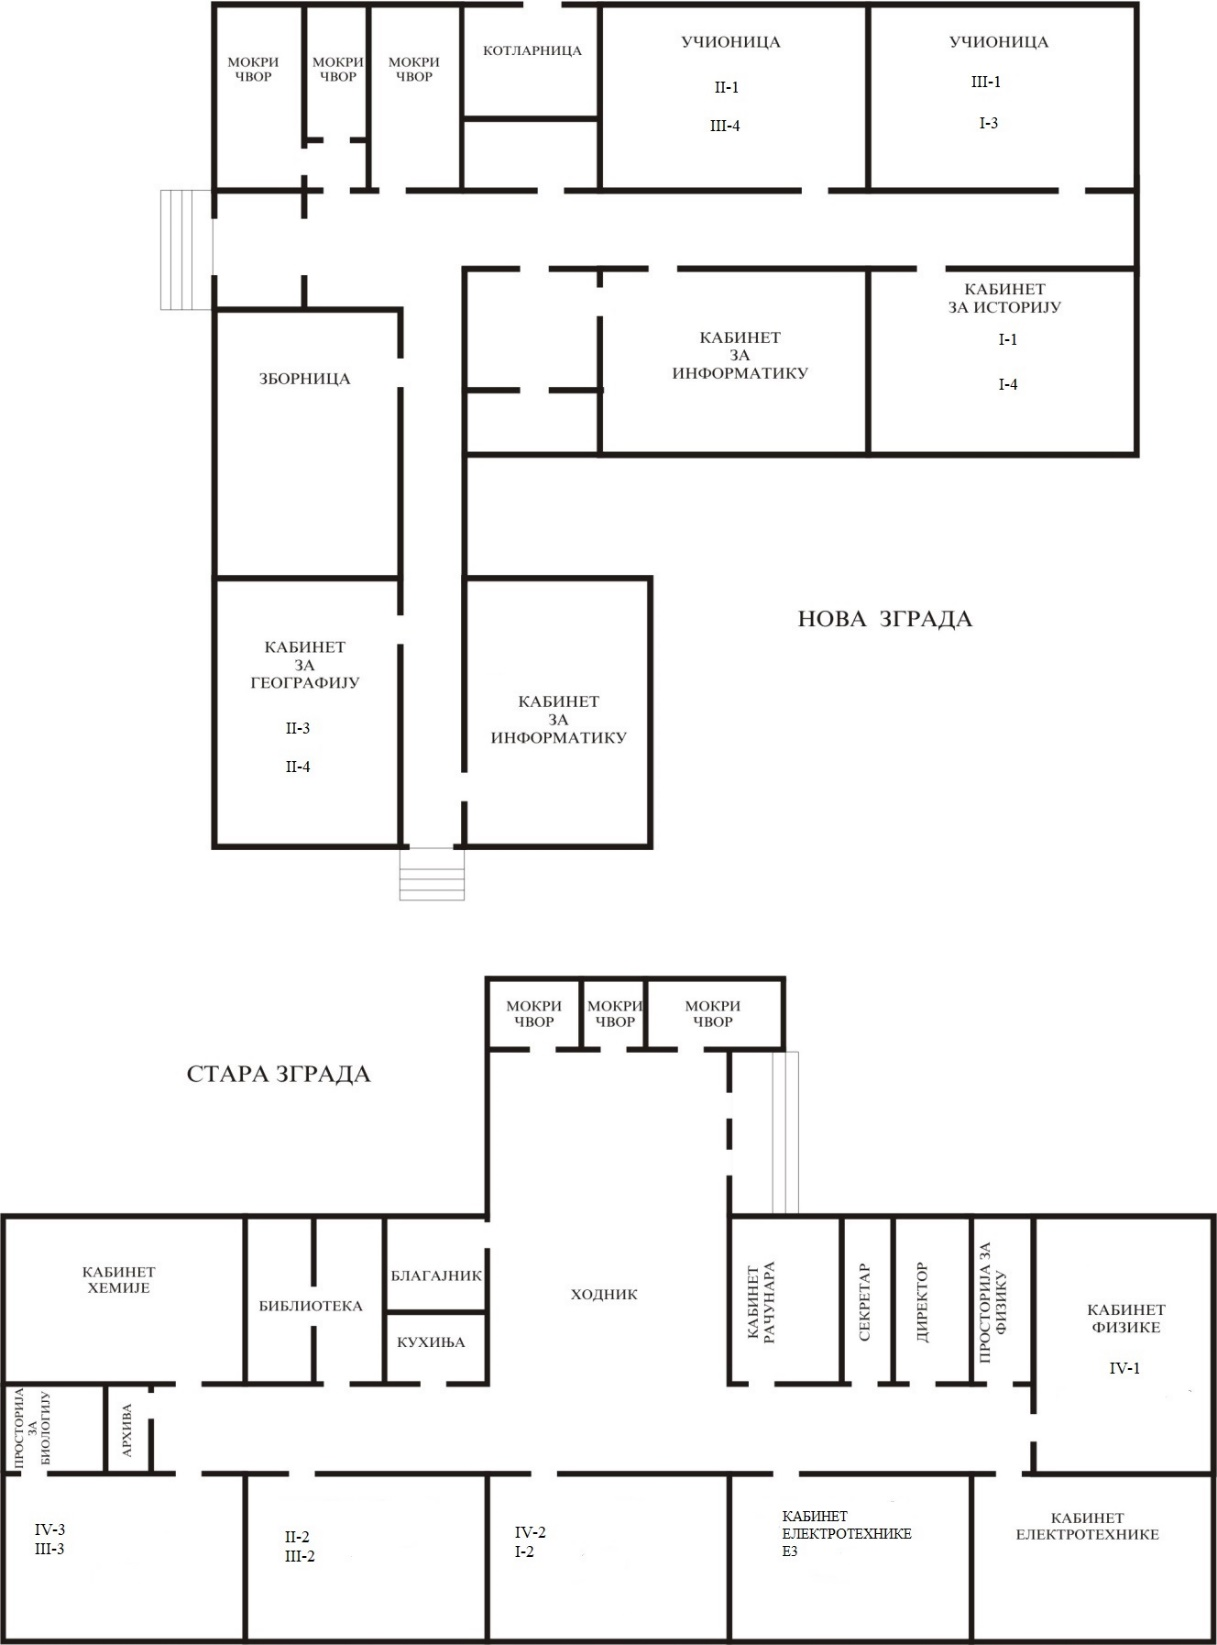 МОКРИ
ЧВОР
МОКРИ
ЧВОР
МОКРИ
ЧВОР
КОТЛАРНИЦА
УЧИОНИЦА
II-1
III-4
УЧИОНИЦА
III-1
I-3
КАБИНЕТ
ЗА ИСТОРИЈУ
I-1
I-4
КАБИНЕТ
ЗА
ИНФОРМАТИКУ
ЗБОРНИЦА
НОВА ЗГРАДА
КАБИНЕТ
ЗА
ГЕОГРАФИЈУ
II-3
II-4
КАБИНЕТ
ЗА
ИНФОРМАТИКУ
МОКРИ
ЧВОР
МОКРИ
ЧВОР
МОКРИ
ЧВОР
СТАРА ЗГРАДА
КАБИНЕТ
ХЕМИЈЕ
БИБЛИОТЕКА
БЛАГАЈНИК
КУХИЊА
ХОДНИК
КАБИНЕТ
РАЧУНАРА
СЕКРЕТАР
ДИРЕКТОР
ПРОСТОРИЈА ЗА
ФИЗИКУ
КАБИНЕТ
ФИЗИКЕ
IV-1
ПРОСТОРИЈА
ЗА
БИОЛОГИЈУ
АРХИВА
IV-3
III-3
II-2
III-2
IV-2
I-2
КАБИНЕТ
ЕЛЕКТРОТЕХНИКЕ
Е3
КАБИНЕТ
ЕЛЕКТРОТЕХНИКЕ